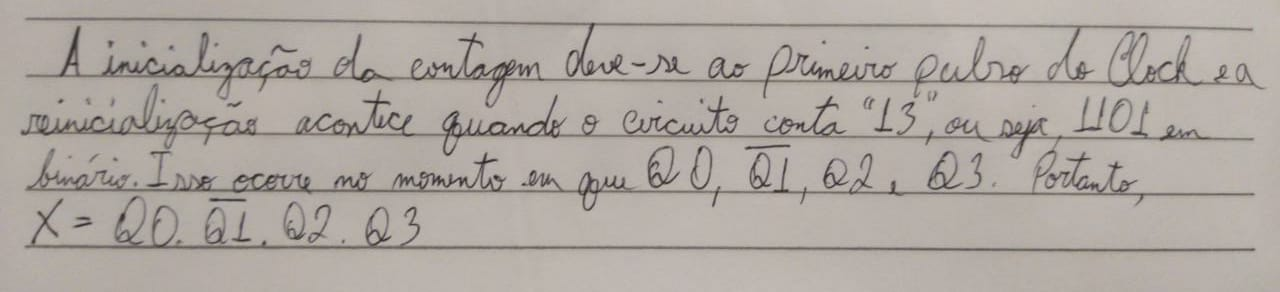 A inicialização da contagem deve-se ao primeiro pulso do Clock e a
reinicialização acontece quando o circuito conta "13", ou seja, 1101 em
binário. Isso ocorre no momento em que Q0, Q̅1̅, Q2, Q3. Portanto,
X = Q0. Q̅1̅. Q2. Q3